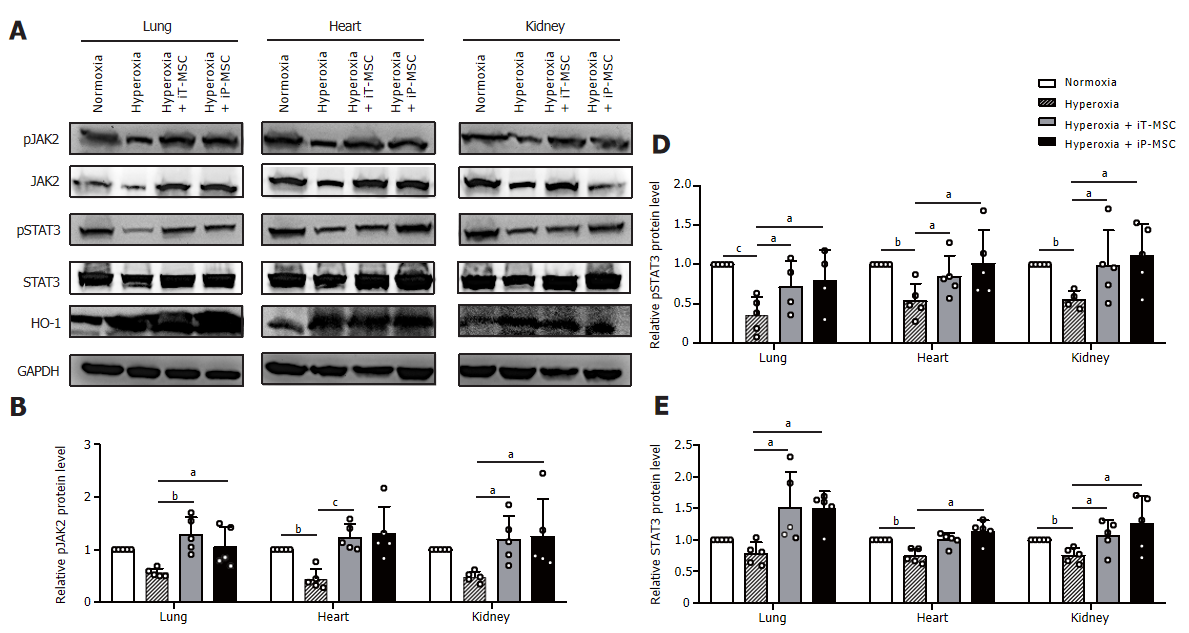 A
Lung
Heart
Kidney
Normoxia
Hyperoxia
Hyperoxia + iT-MSC
Hyperoxia + iP-MSC
Normoxia
Hyperoxia
Hyperoxia + iT-MSC
Hyperoxia + iP-MSC
Normoxia
Hyperoxia
Hyperoxia + iT-MSC
Hyperoxia + iP-MSC
pJAK2
JAK2
pSTAT3
STAT3
HO-1
GAPDH
Normoxia
Hyperoxia
Hyperoxia + iT-MSC
Hyperoxia + iP-MSC
D
Relative pSTAT3 protein level
2.0
1.5
1.0
0.5
0
c
a
a
b
a
a
b
a
a
Lung
Heart
Kidney
B
Relative pJAK2 protein level
3
2
1
0
b
a
b
c
a
a
Lung
Heart
Kidney
E
Relative STAT3 protein level
2.5
2.0
1.5
1.0
0.5
0
a
a
b
a
b
a
a
Lung
Heart
Kidney